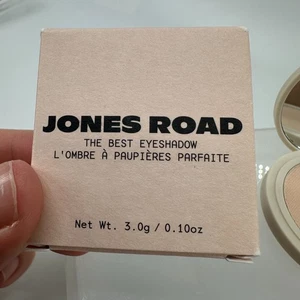 JONES ROAD
THE BEST EYESHADOW
L'OMBRE À PAUPIÈRES PARFAITE
Net Wt. 3.0g / 0.10oz